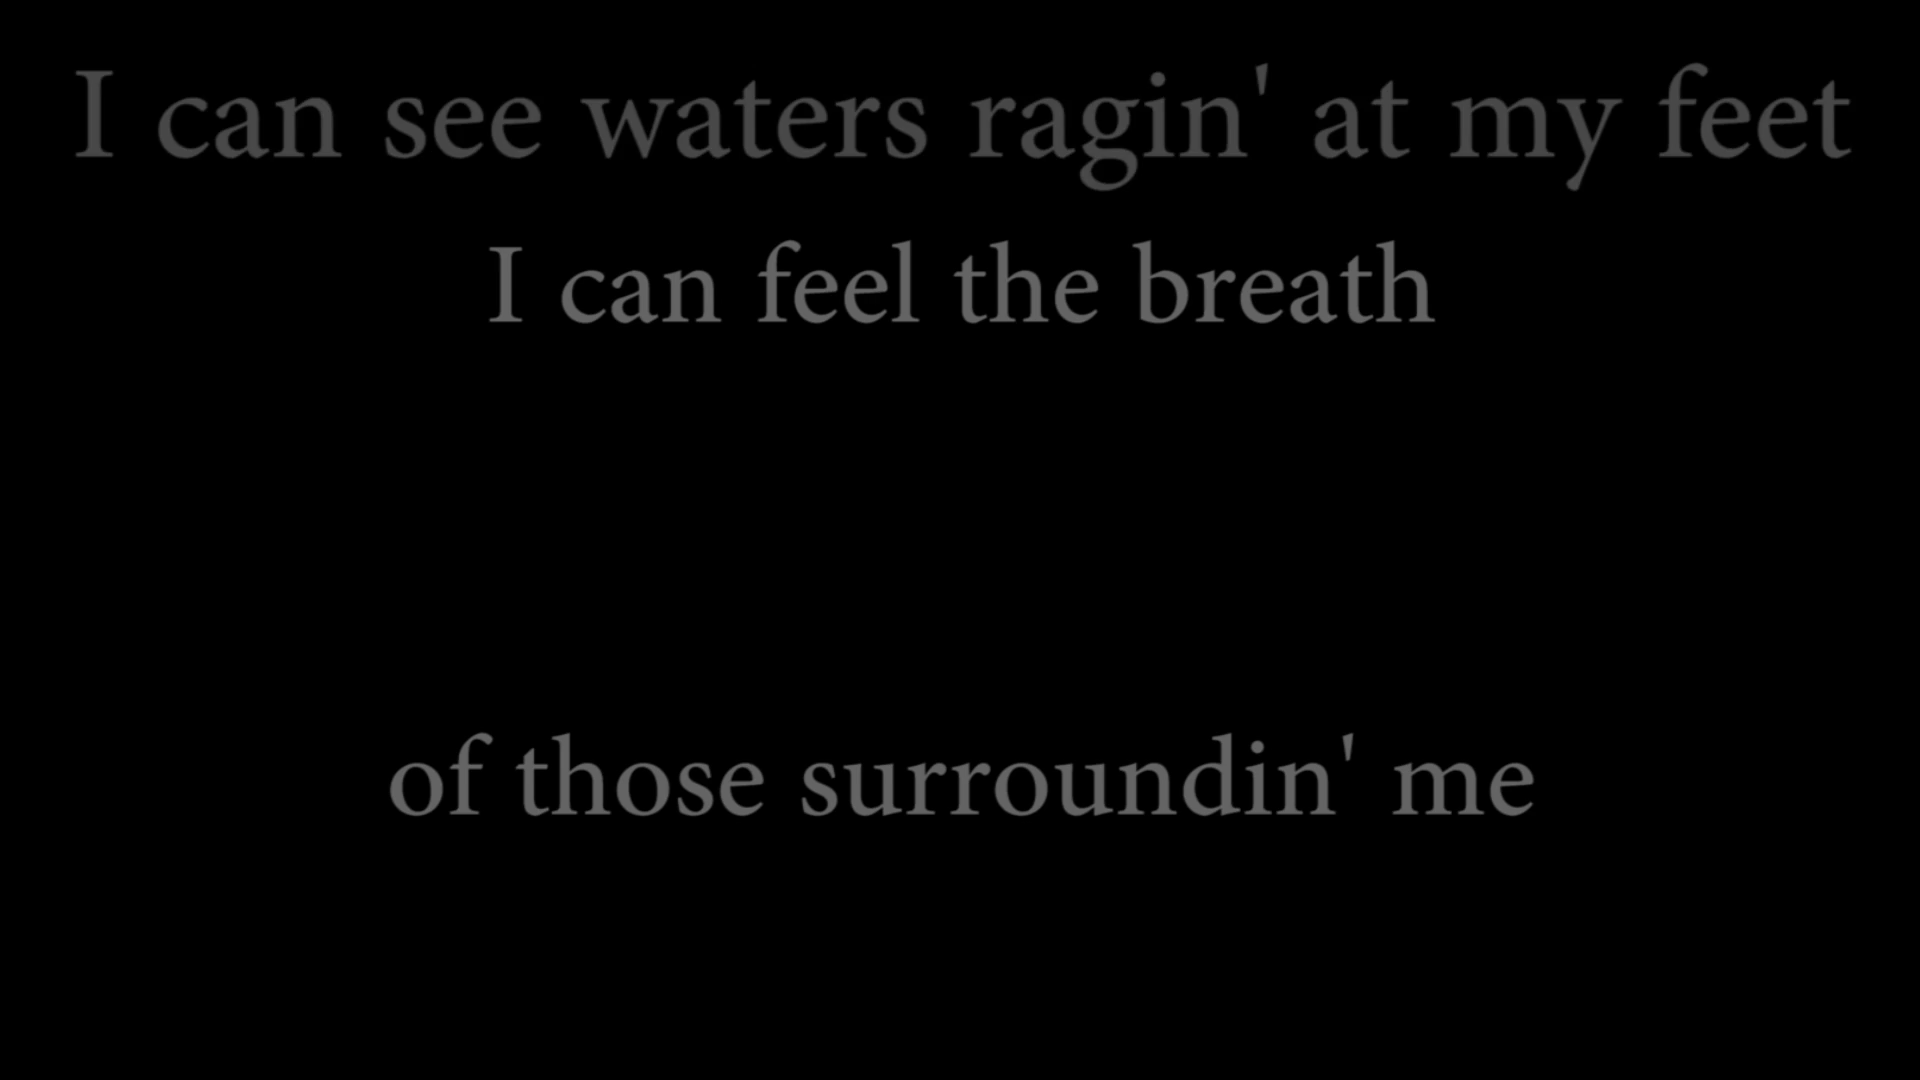 I can see waters ragin' at my feet
I can feel the breath
of those surroundin' me